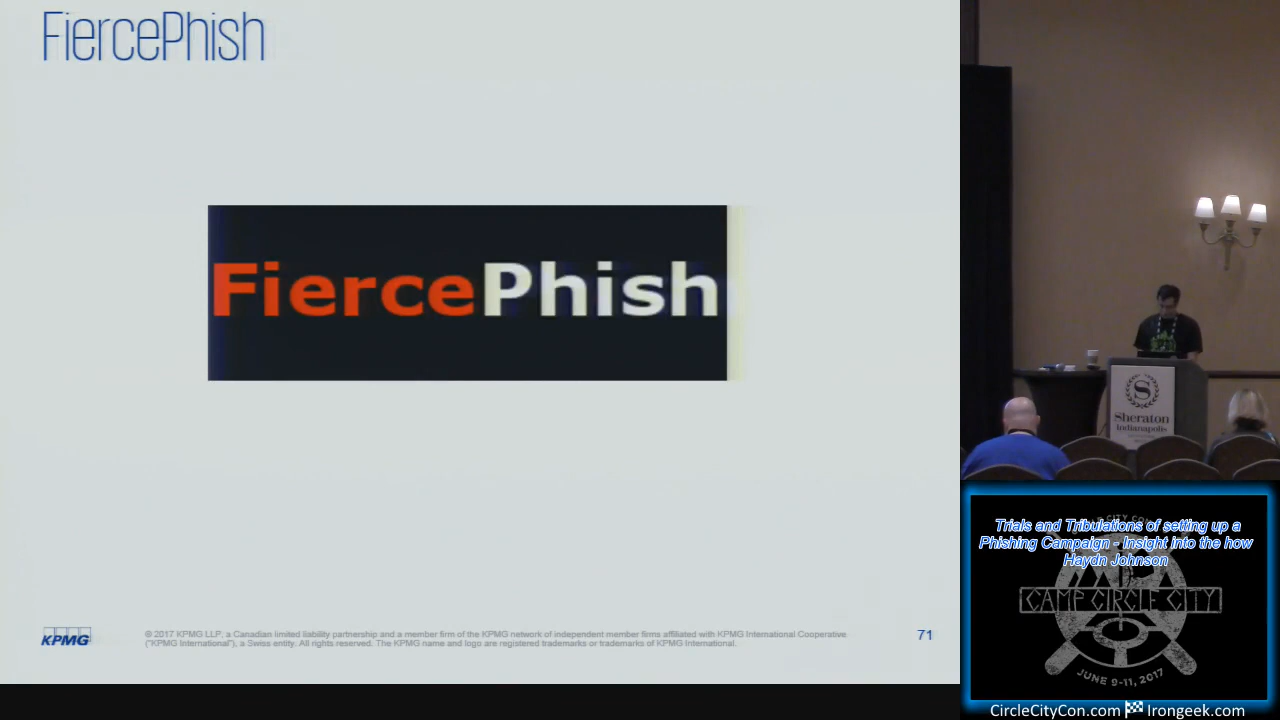 FiercePhish
FiercePhish
KPMG
© 2017 KPMG LLP, a Canadian limited liability partnership and a member firm of the KPMG network of independent member firms affiliated with KPMG International Cooperative
("KPMG International"), a Swiss entity. All rights reserved. The KPMG name and logo are registered trademarks or trademarks of KPMG International.
71
S
Sheraton
Indianapolis
Trials and Tribulations of setting up a
Phishing Campaign - Insight into the how
Haydn Johnson
CAMP CIRCLE CITY
JUNE 9-11, 2017
CircleCityCon.com Irongeek.com